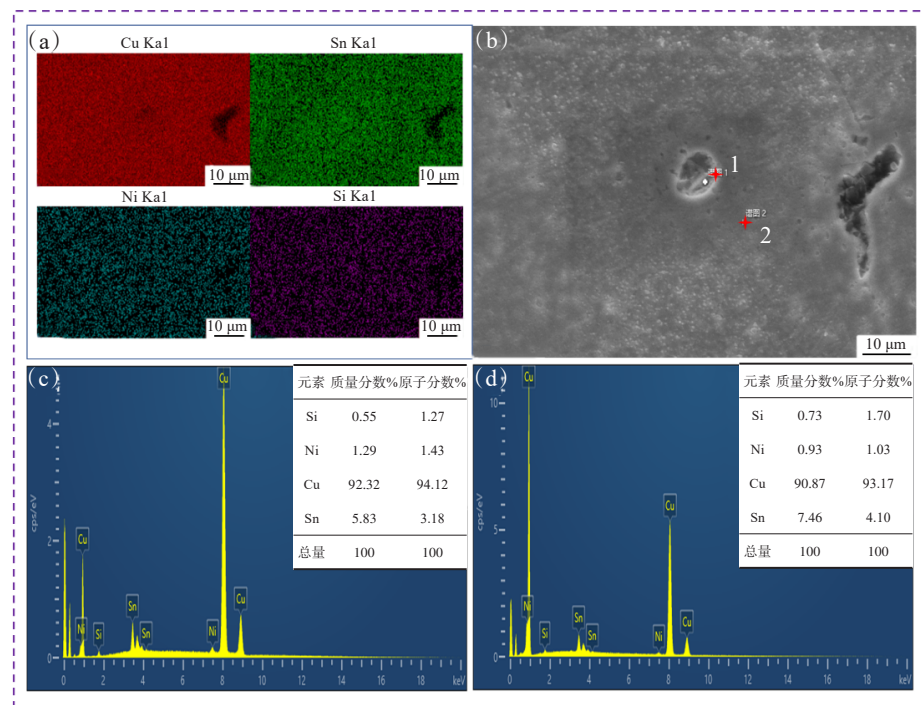 (a)
Cu Ka1 Sn Ka1
10 μm 10 μm
Ni Ka1 Si Ka1
10 μm 10 μm
(b)
谱图 1
1
谱图 2
2
10 μm
(c)
元素 质量分数% 原子分数%
Si 0.55 1.27
Ni 1.29 1.43
Cu 92.32 94.12
Sn 5.83 3.18
总量 100 100
cps/eV
4
2
0
Cu
Cu
Cu
Sn
Sn
Ni
Si
Ni
0 2 4 6 8 10 12 14 16 18 keV
(d)
元素 质量分数% 原子分数%
Si 0.73 1.70
Ni 0.93 1.03
Cu 90.87 93.17
Sn 7.46 4.10
总量 100 100
cps/eV
10
5
0
Cu
Cu
Cu
Ni
Si
Sn
Sn
Ni
0 2 4 6 8 10 12 14 16 18 keV